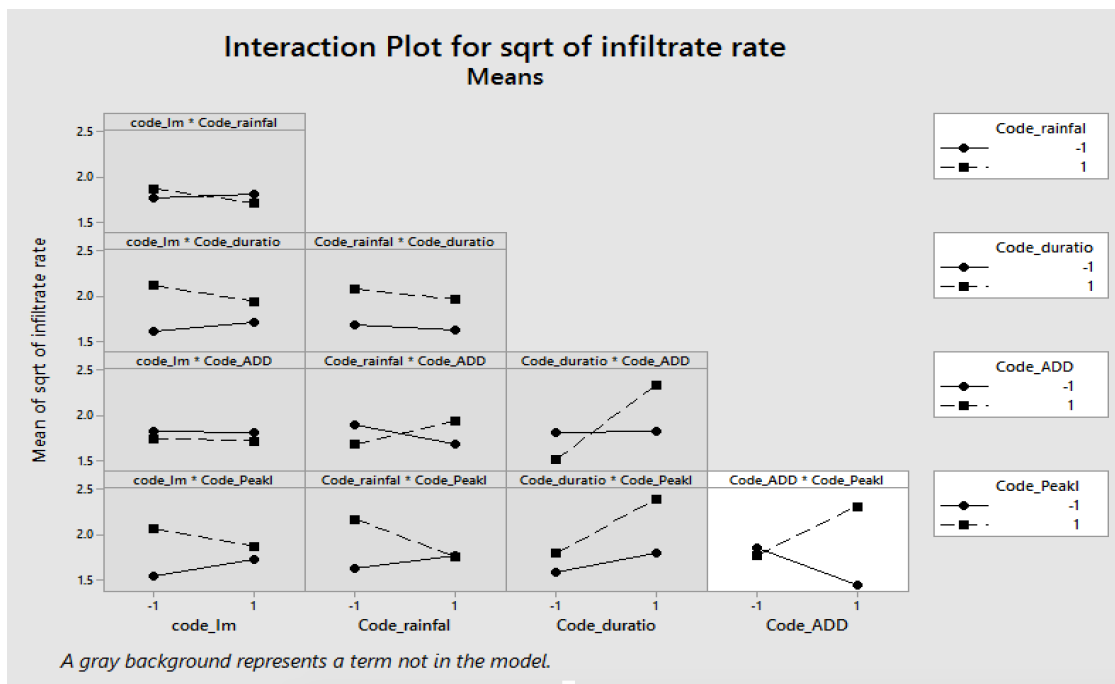 Interaction Plot for sqrt of infiltrate rate
Means
Mean of sqrt of infiltrate rate
code_Im * Code_rainfal
2.5
2.0
1.5
Code_rainfal
-1
1
code_Im * Code_duratio
Code_rainfal * Code_duratio
2.5
2.0
1.5
Code_duratio
-1
1
code_Im * Code_ADD
Code_rainfal * Code_ADD
Code_duratio * Code_ADD
2.5
2.0
1.5
Code_ADD
-1
1
code_Im * Code_PeakI
Code_rainfal * Code_PeakI
Code_duratio * Code_PeakI
Code_ADD * Code_PeakI
2.5
2.0
1.5
Code_PeakI
-1
1
-1 1
-1 1
-1 1
-1 1
code_Im
Code_rainfal
Code_duratio
Code_ADD
A gray background represents a term not in the model.